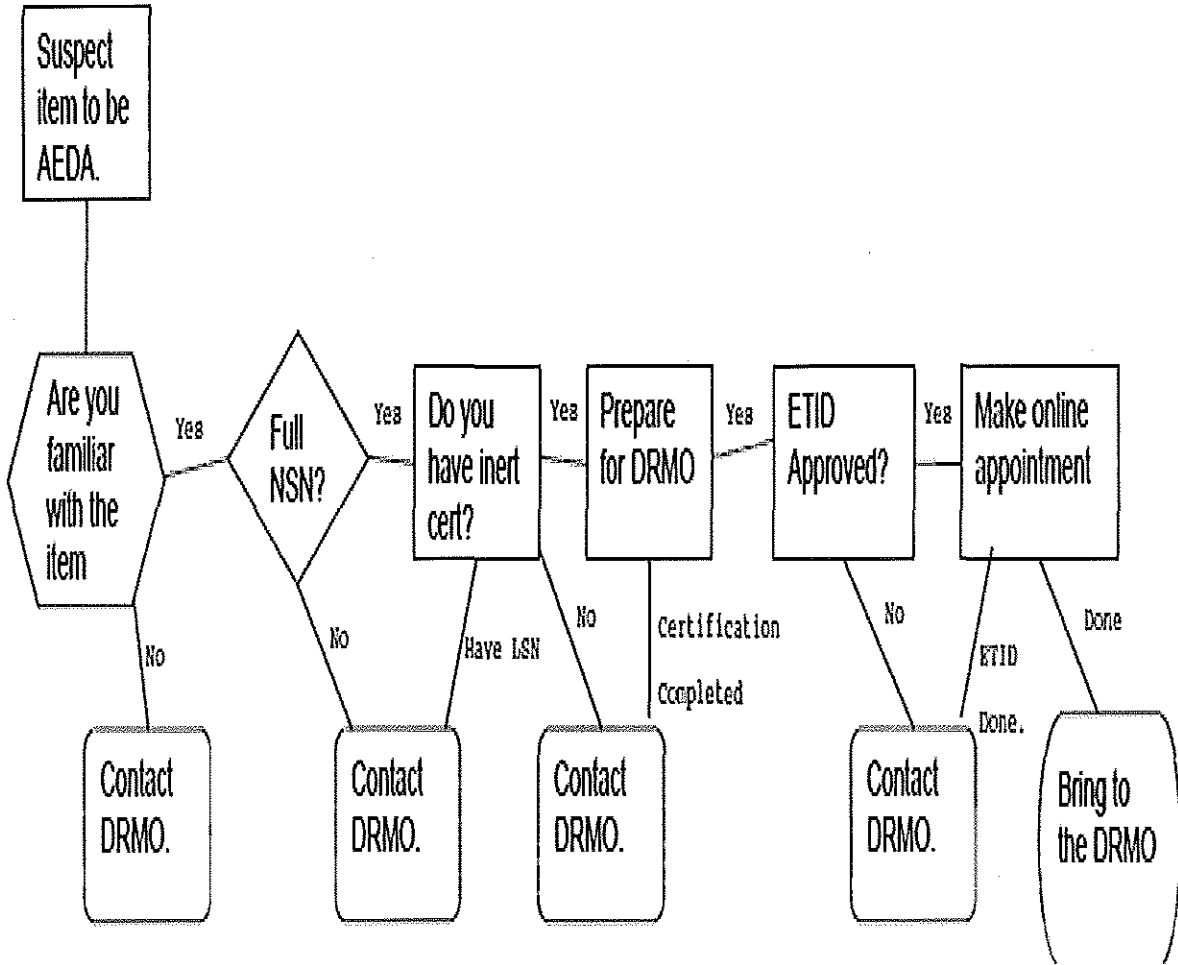 Suspect
item to be
AEDA.
Are you
familiar
with the
item
Yes
Full
NSN?
Yes
Do you
have inert
cert?
Yes
Prepare
for DRMO
Yes
ETID
Approved?
Yes
Make online
appointment
No
No
Have LSN
No
Certification
Completed
No
ETID
Done.
Done
Contact
DRMO.
Contact
DRMO.
Contact
DRMO.
Contact
DRMO.
Bring to
the DRMO